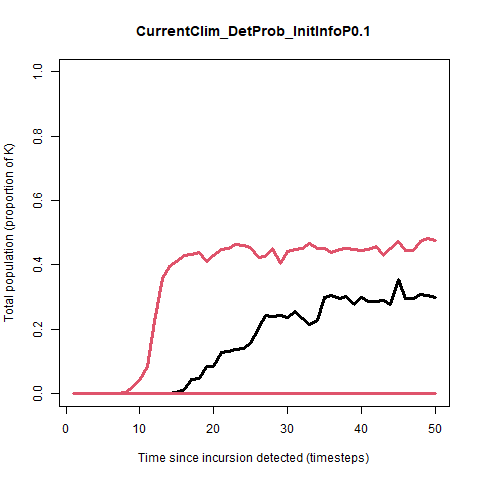 CurrentClim_DetProb_InitInfoP0.1
Total population (proportion of K)
1.0
0.8
0.6
0.4
0.2
0.0
0 10 20 30 40 50
Time since incursion detected (timesteps)